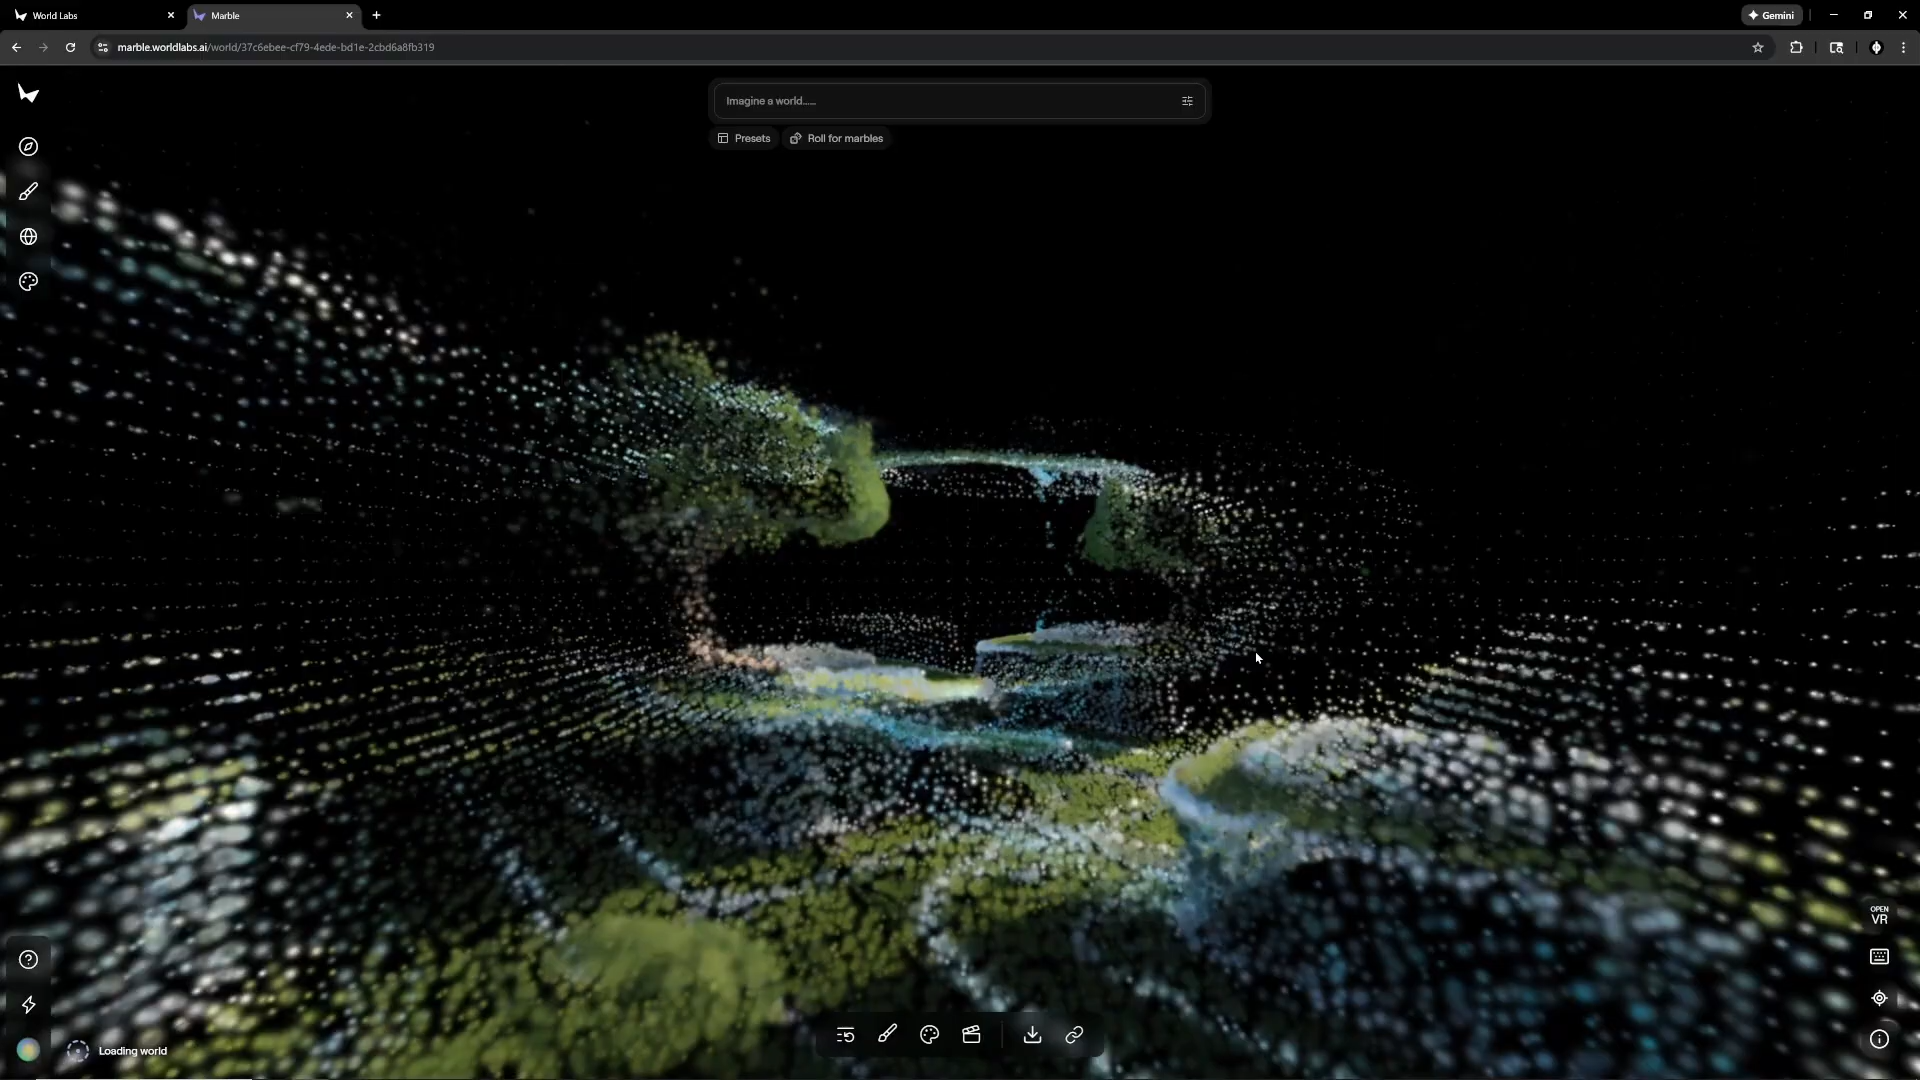 World Labs
Marble
Gemini
marble.worldlabs.ai/world/37c6ebee-cf79-4ede-bd1e-2cbd6a8fb319
Imagine a world.....
Presets
Roll for marbles
OPEN
VR
Loading world